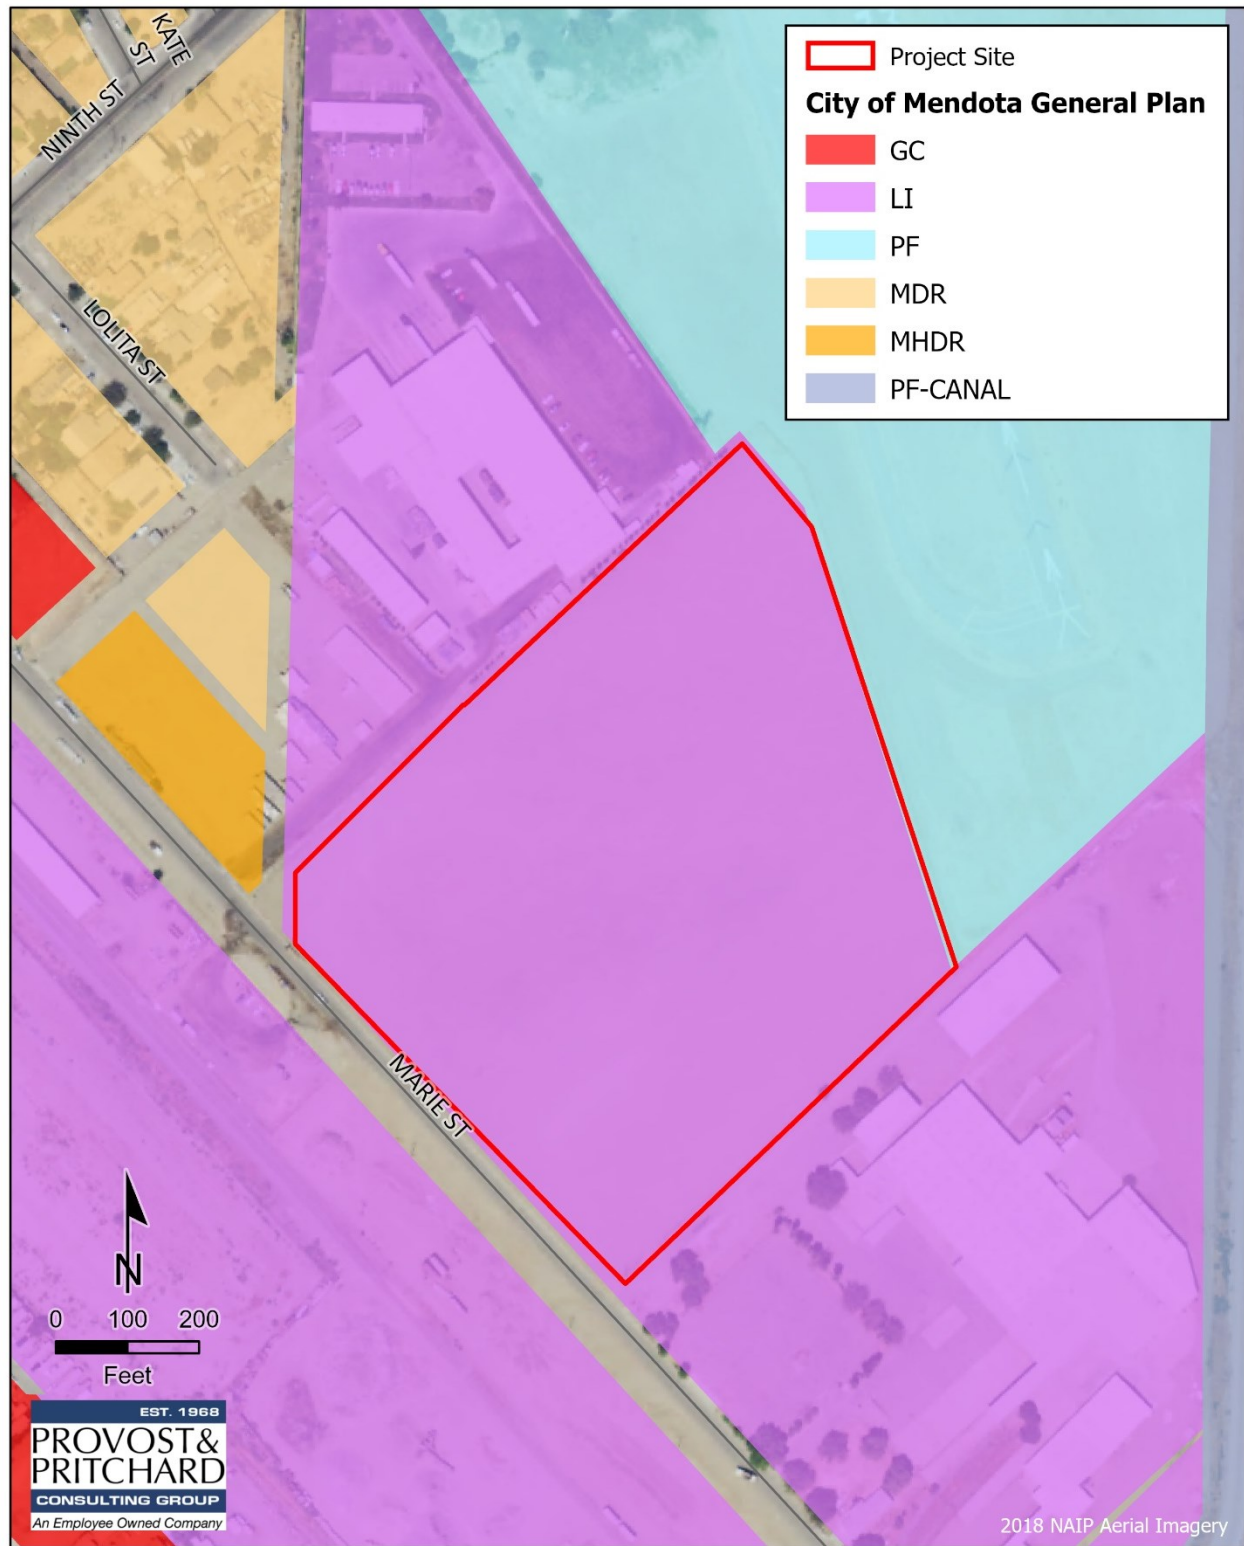 KATE
ST
NINTH ST
LOLITA ST
MARIE ST
Project Site
City of Mendota General Plan
GC
LI
PF
MDR
MHDR
PF-CANAL
N
0 100 200
Feet
EST. 1968
PROVOST&
PRITCHARD
CONSULTING GROUP
An Employee Owned Company
2018 NAIP Aerial Imagery